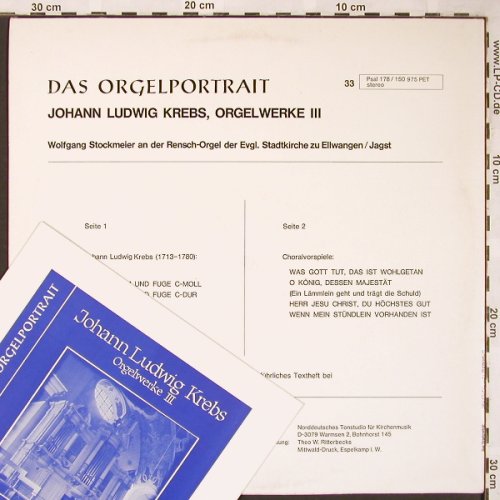 30 cm
20 cm
10 cm
www.LP-CD.de
DAS ORGELPORTRAIT
33
Psal 178 / 150 975 PET
stereo
JOHANN LUDWIG KREBS, ORGELWERKE III
Wolfgang Stockmeier an der Rensch-Orgel der Evgl. Stadtkirche zu Ellwangen / Jagst
10 cm
Seite 1
ohann Ludwig Krebs (1713–1780):
UND FUGE C-MOLL
FUGE C-DUR
Seite 2
Choralvorspiele:
WAS GOTT TUT, DAS IST WOHLGETAN
O KÖNIG, DESSEN MAJESTÄT
(Ein Lämmlein geht und trägt die Schuld)
HERR JESU CHRIST, DU HÖCHSTES GUT
WENN MEIN STÜNDLEIN VORHANDEN IST
20 cm
ührliches Textheft bei
ORGELPORTRAIT
Johann Ludwig Krebs
Orgelwerke III
Norddeutsches Tonstudio für Kirchenmusik
D-3079 Warmsen 2, Bohnhorst 145
tung: Theo W. Ritterbecks
Mittwald-Druck, Espelkamp i. W.
30 cm